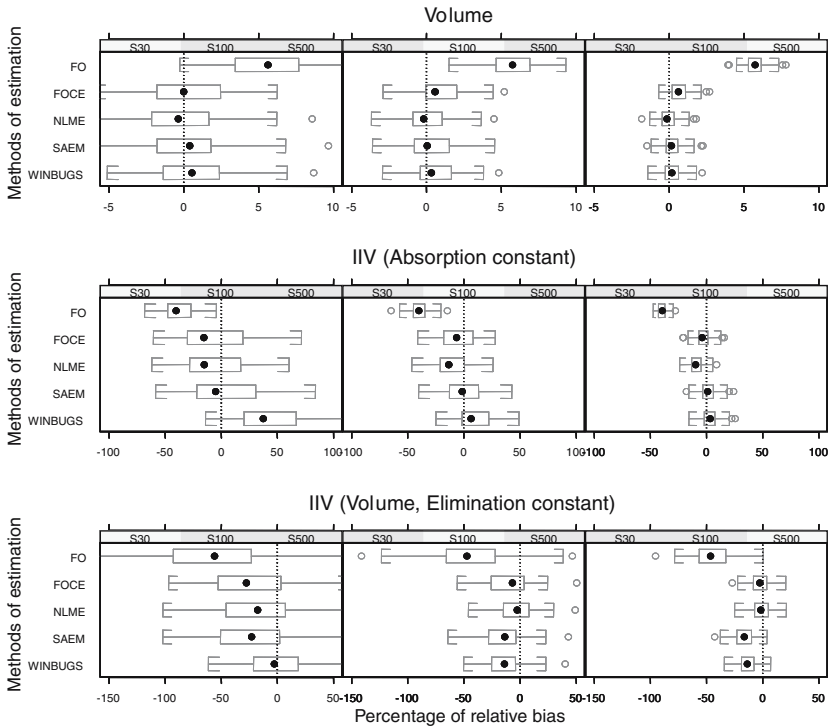 Volume
S30 S100 S500 S30 S100 S500 S30 S100 S500
Methods of estimation
FO
FOCE
NLME
SAEM
WINBUGS
-5 0 5 10 -5 0 5 10 -5 0 5 10
IIV (Absorption constant)
S30 S100 S500 S30 S100 S500 S30 S100 S500
Methods of estimation
FO
FOCE
NLME
SAEM
WINBUGS
-100 -50 0 50 100 -100 -50 0 50 100 -100 -50 0 50 100
IIV (Volume, Elimination constant)
S30 S100 S500 S30 S100 S500 S30 S100 S500
Methods of estimation
FO
FOCE
NLME
SAEM
WINBUGS
-150 -100 -50 0 50 -150 -100 -50 0 50 -150 -100 -50 0 50
Percentage of relative bias